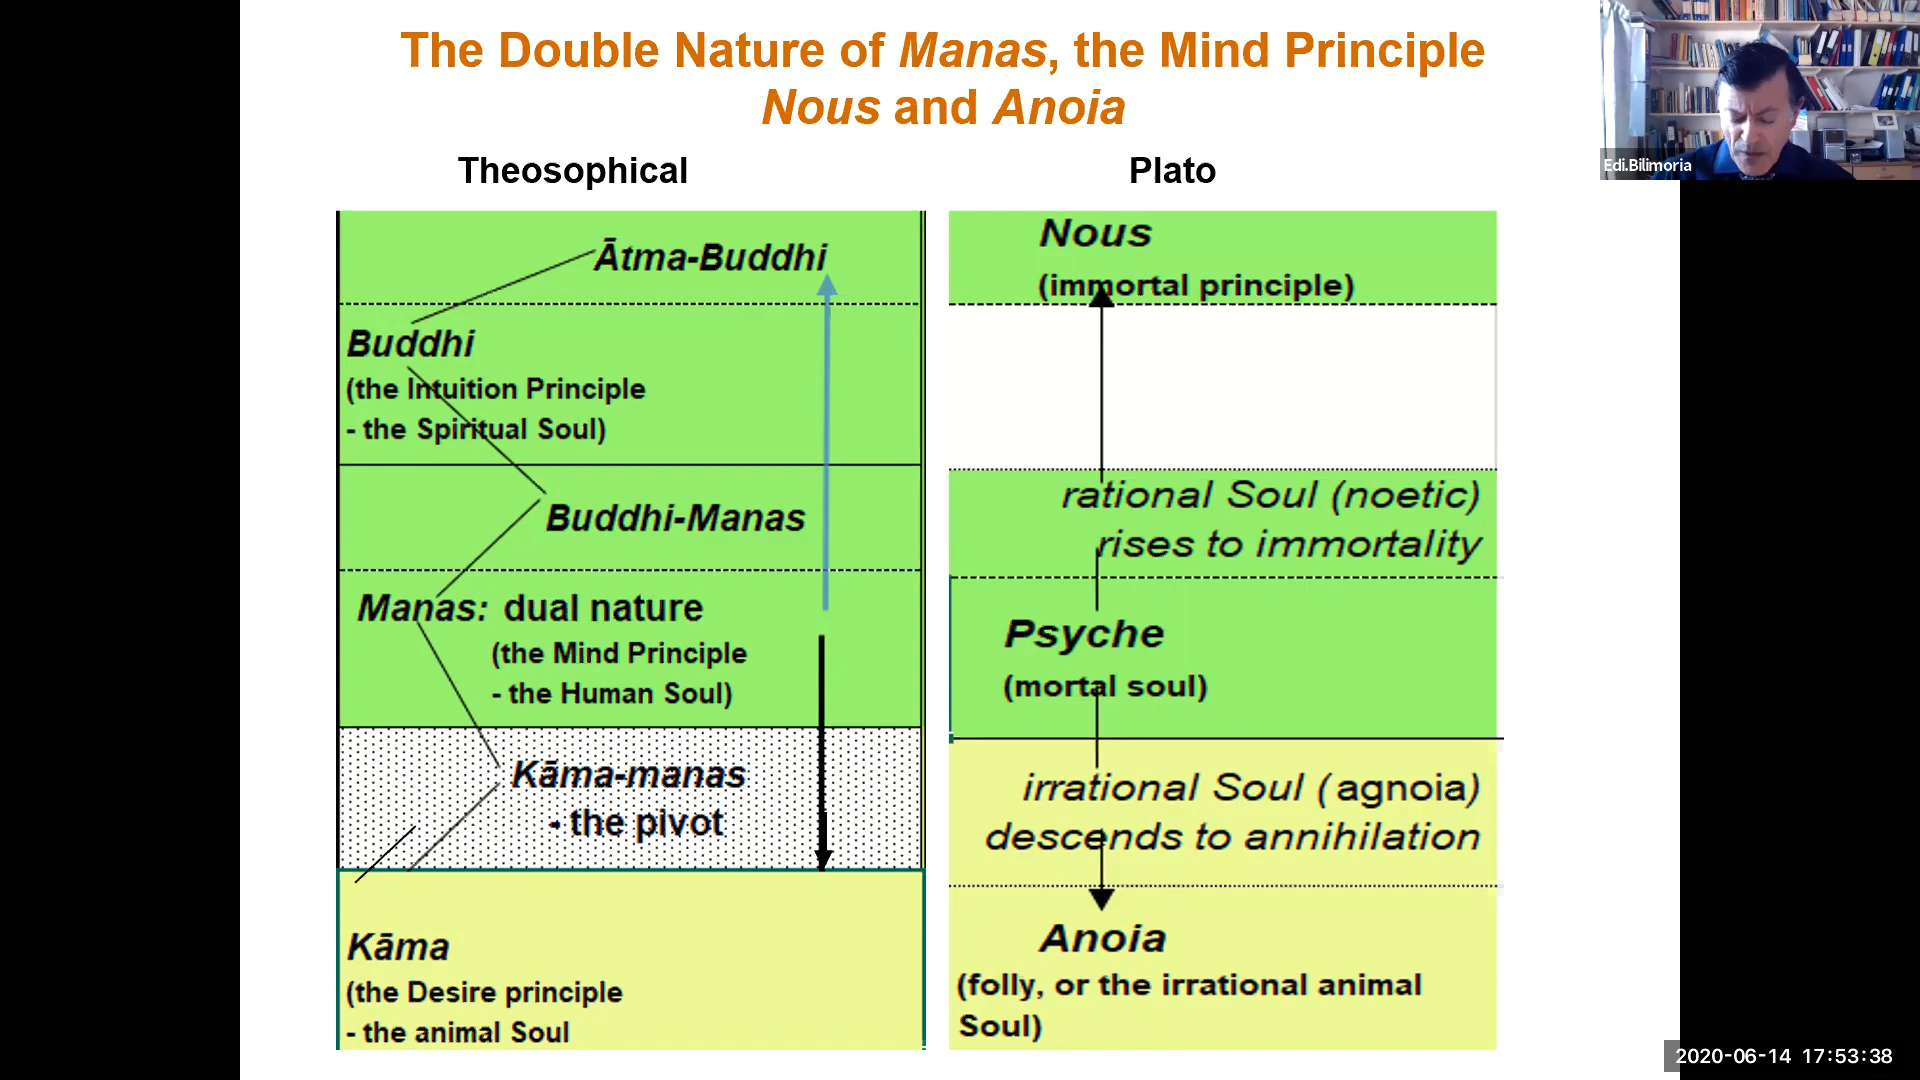 The Double Nature of Manas, the Mind Principle
Nous and Anoia
Theosophical
Plato
Ātma-Buddhi
Buddhi
(the Intuition Principle
- the Spiritual Soul)
Buddhi-Manas
Manas: dual nature
(the Mind Principle
- the Human Soul)
Kāma-manas
- the pivot
Kāma
(the Desire principle
- the animal Soul
Nous
(immortal principle)
rational Soul (noetic)
rises to immortality
Psyche
(mortal soul)
irrational Soul (agnoia)
descends to annihilation
Anoia
(folly, or the irrational animal
Soul)
Edi.Bilimoria
2020-06-14 17:53:38